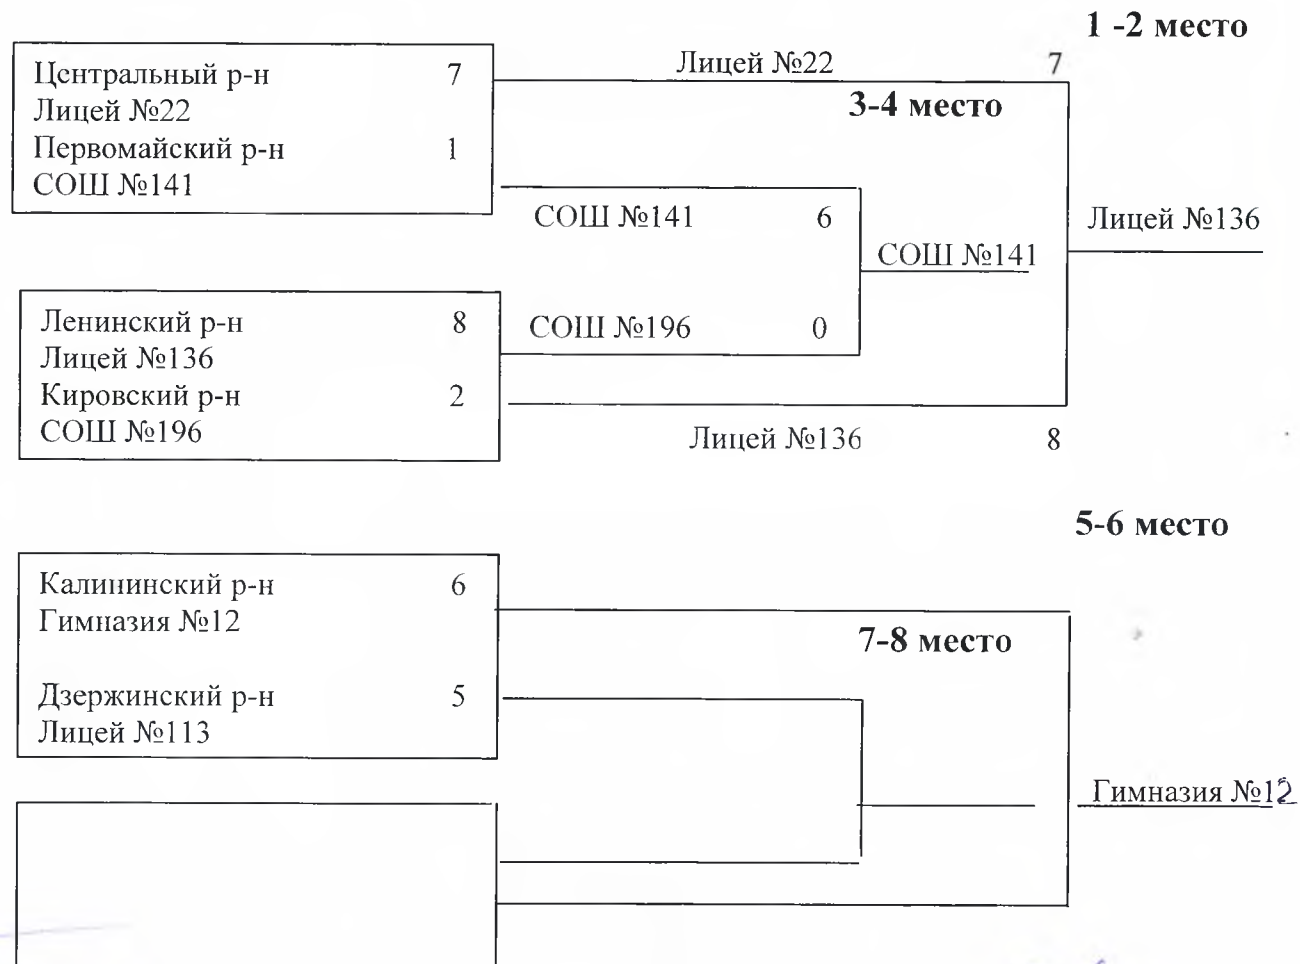 1 -2 место
Центральный р-н 7
Лицей №22
Первомайский р-н 1
СОШ №141
Лицей №22 7
3-4 место
СОШ №141 6
СОШ №141
Лицей №136
Ленинский р-н 8
Лицей №136
Кировский р-н 2
СОШ №196
СОШ №196 0
Лицей №136 8
5-6 место
Калининский р-н 6
Гимназия №12
Дзержинский р-н 5
Лицей №113
7-8 место
Гимназия №12